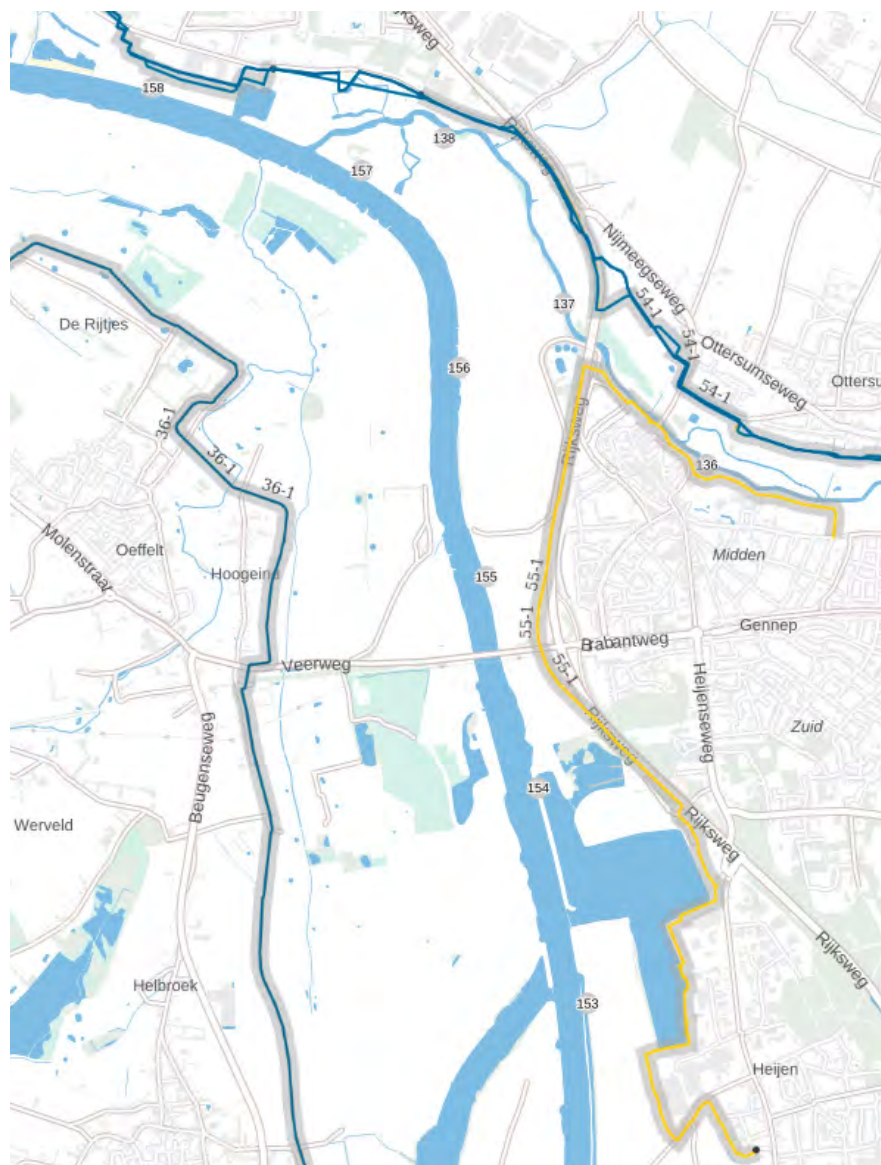 Rijksweg
158
138
Rijksweg
157
Nijmeegseweg
54-1
137
54-1
De Rijtjes
Ottersumseweg
156
54-1
Ottersu
36-1
Rijksweg
36-1
136
36-1
Molenstraat
Oeffelt
Midden
Hoogeind
155
55-1
55-1
Gennep
Brabantweg
Veerweg
55-1
Heijenseweg
Rijksweg
Zuid
Beugenseweg
154
Werveld
Rijksweg
Rijksweg
Helbroek
153
Heijen